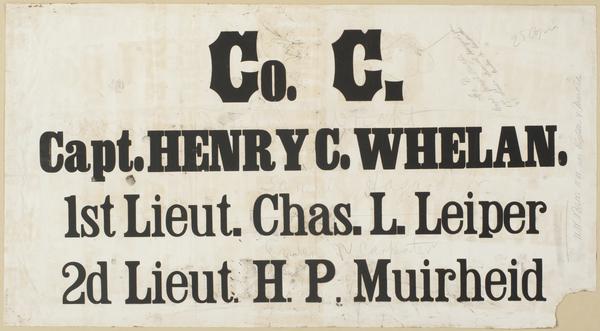 Co. C.
Capt. HENRY C. WHELAN.
1st Lieut. Chas. L. Leiper
2d Lieut. H. P. Muirheid